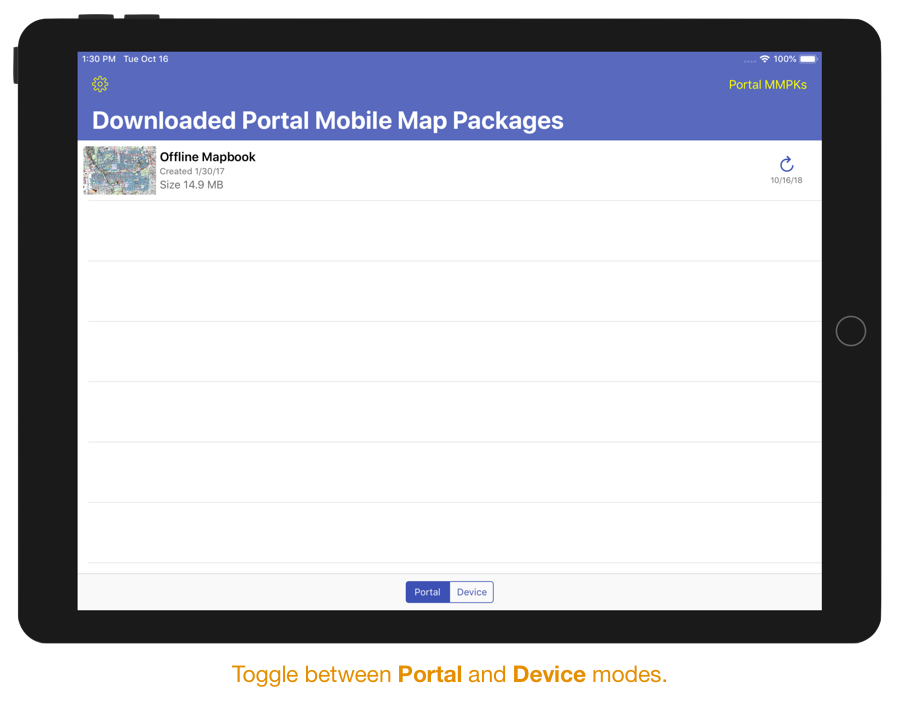 1:30 PM Tue Oct 16 100%
Portal MMPKs
Downloaded Portal Mobile Map Packages
Offline Mapbook
Created 1/30/17
Size 14.9 MB
10/16/18
Portal Device
Toggle between Portal and Device modes.